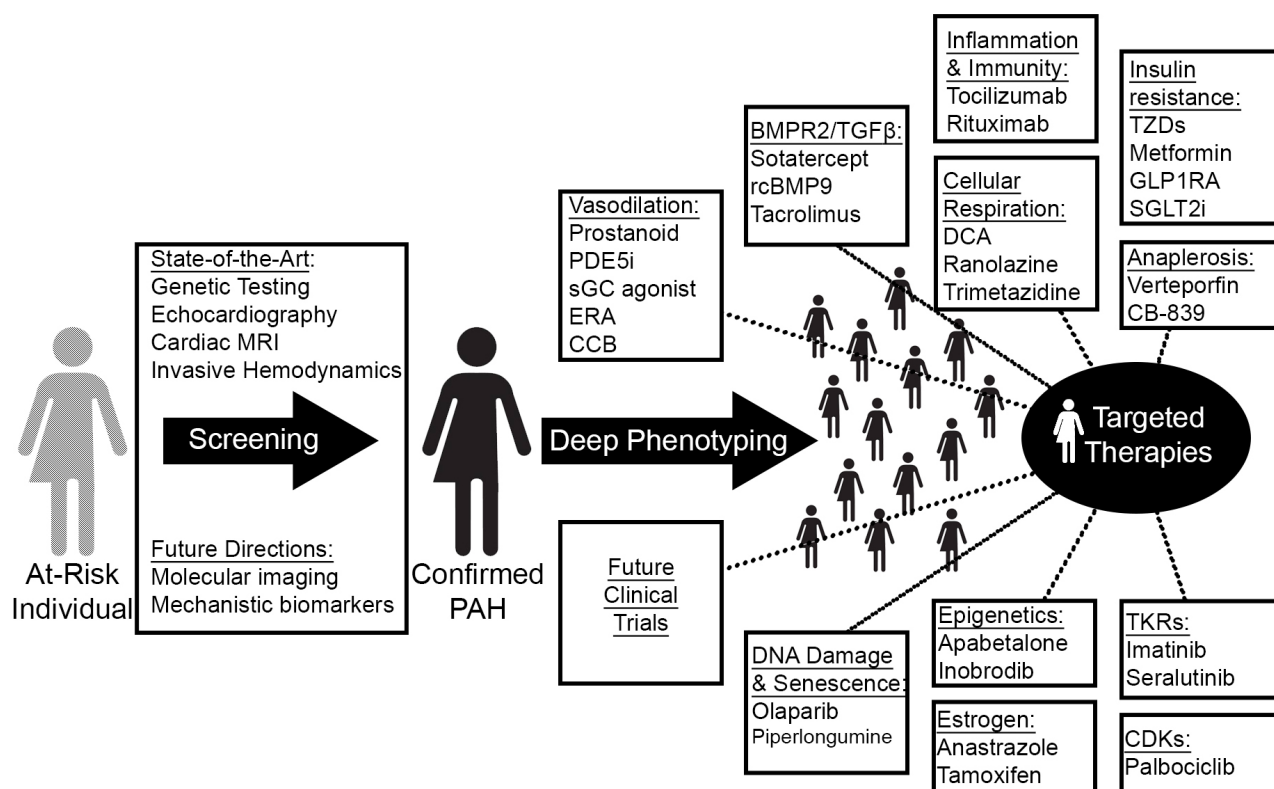 At-Risk
Individual
State-of-the-Art:
Genetic Testing
Echocardiography
Cardiac MRI
Invasive Hemodynamics
Screening
Future Directions:
Molecular imaging
Mechanistic biomarkers
Confirmed
PAH
Deep Phenotyping
Vasodilation:
Prostanoid
PDE5i
sGC agonist
ERA
CCB
Future
Clinical
Trials
BMPR2/TGFβ:
Sotatercept
rcBMP9
Tacrolimus
Inflammation
& Immunity:
Tocilizumab
Rituximab
Cellular
Respiration:
DCA
Ranolazine
Trimetazidine
Insulin
resistance:
TZDs
Metformin
GLP1RA
SGLT2i
Anaplerosis:
Verteporfin
CB-839
Targeted
Therapies
DNA Damage
& Senescence:
Olaparib
Piperlongumine
Epigenetics:
Apabetalone
Inobrodib
Estrogen:
Anastrazole
Tamoxifen
TKRs:
Imatinib
Seralutinib
CDKs:
Palbociclib